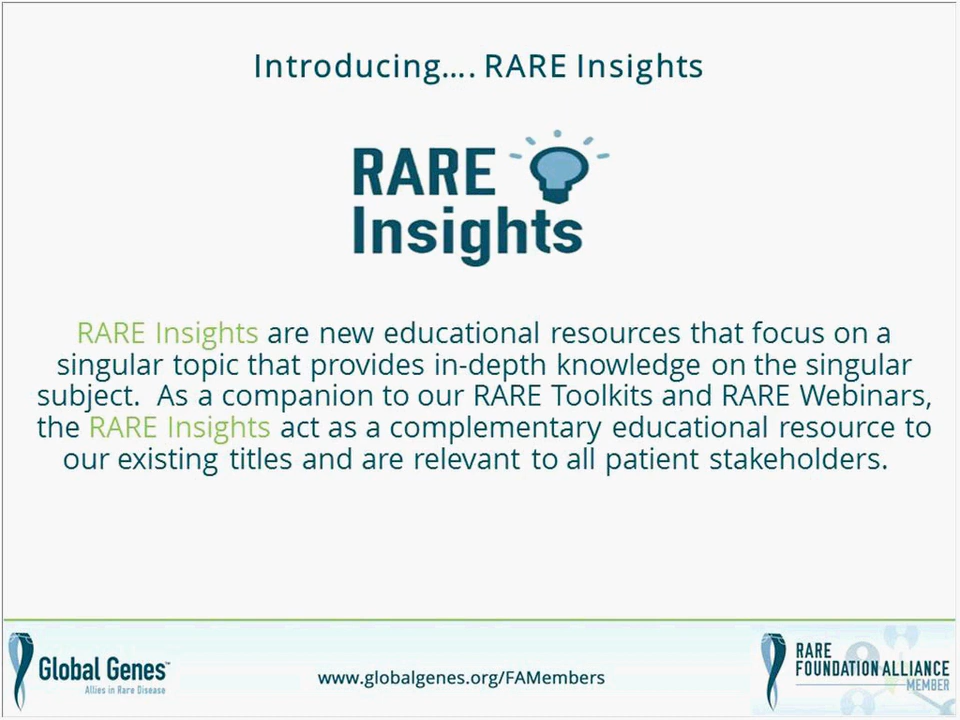 Introducing.... RARE Insights
RARE
Insights
RARE Insights are new educational resources that focus on a
singular topic that provides in-depth knowledge on the singular
subject.  As a companion to our RARE Toolkits and RARE Webinars,
the RARE Insights act as a complementary educational resource to
our existing titles and are relevant to all patient stakeholders.
Global Genes™
Allies in Rare Disease
www.globalgenes.org/FAMembers
RARE
FOUNDATION ALLIANCE
MEMBER